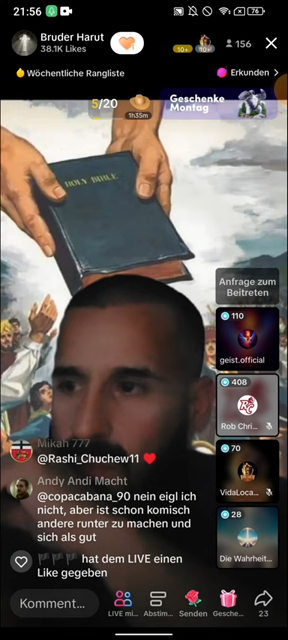 21:56
76
Bruder Harut
38.1K Likes
10+
10+
156
Wöchentliche Rangliste
Erkunden >
5/20
1h35m
Geschenke
Montag
HOLY BIBLE
Anfrage zum
Beitreten
110
geist.official
408
Rob Chri...
70
VidaLoca...
28
Die Wahrheit...
Mikah 777
@Rashi_Chuchew11 ❤️
Andy Andi Macht
@copacabana_90 nein eigl ich
nicht, aber ist schon komisch
andere runter zu machen und
sich als gut
hat dem LIVE einen
Like gegeben
Komment...
LIVE mi...
Abstim...
Senden
Gesche...
23